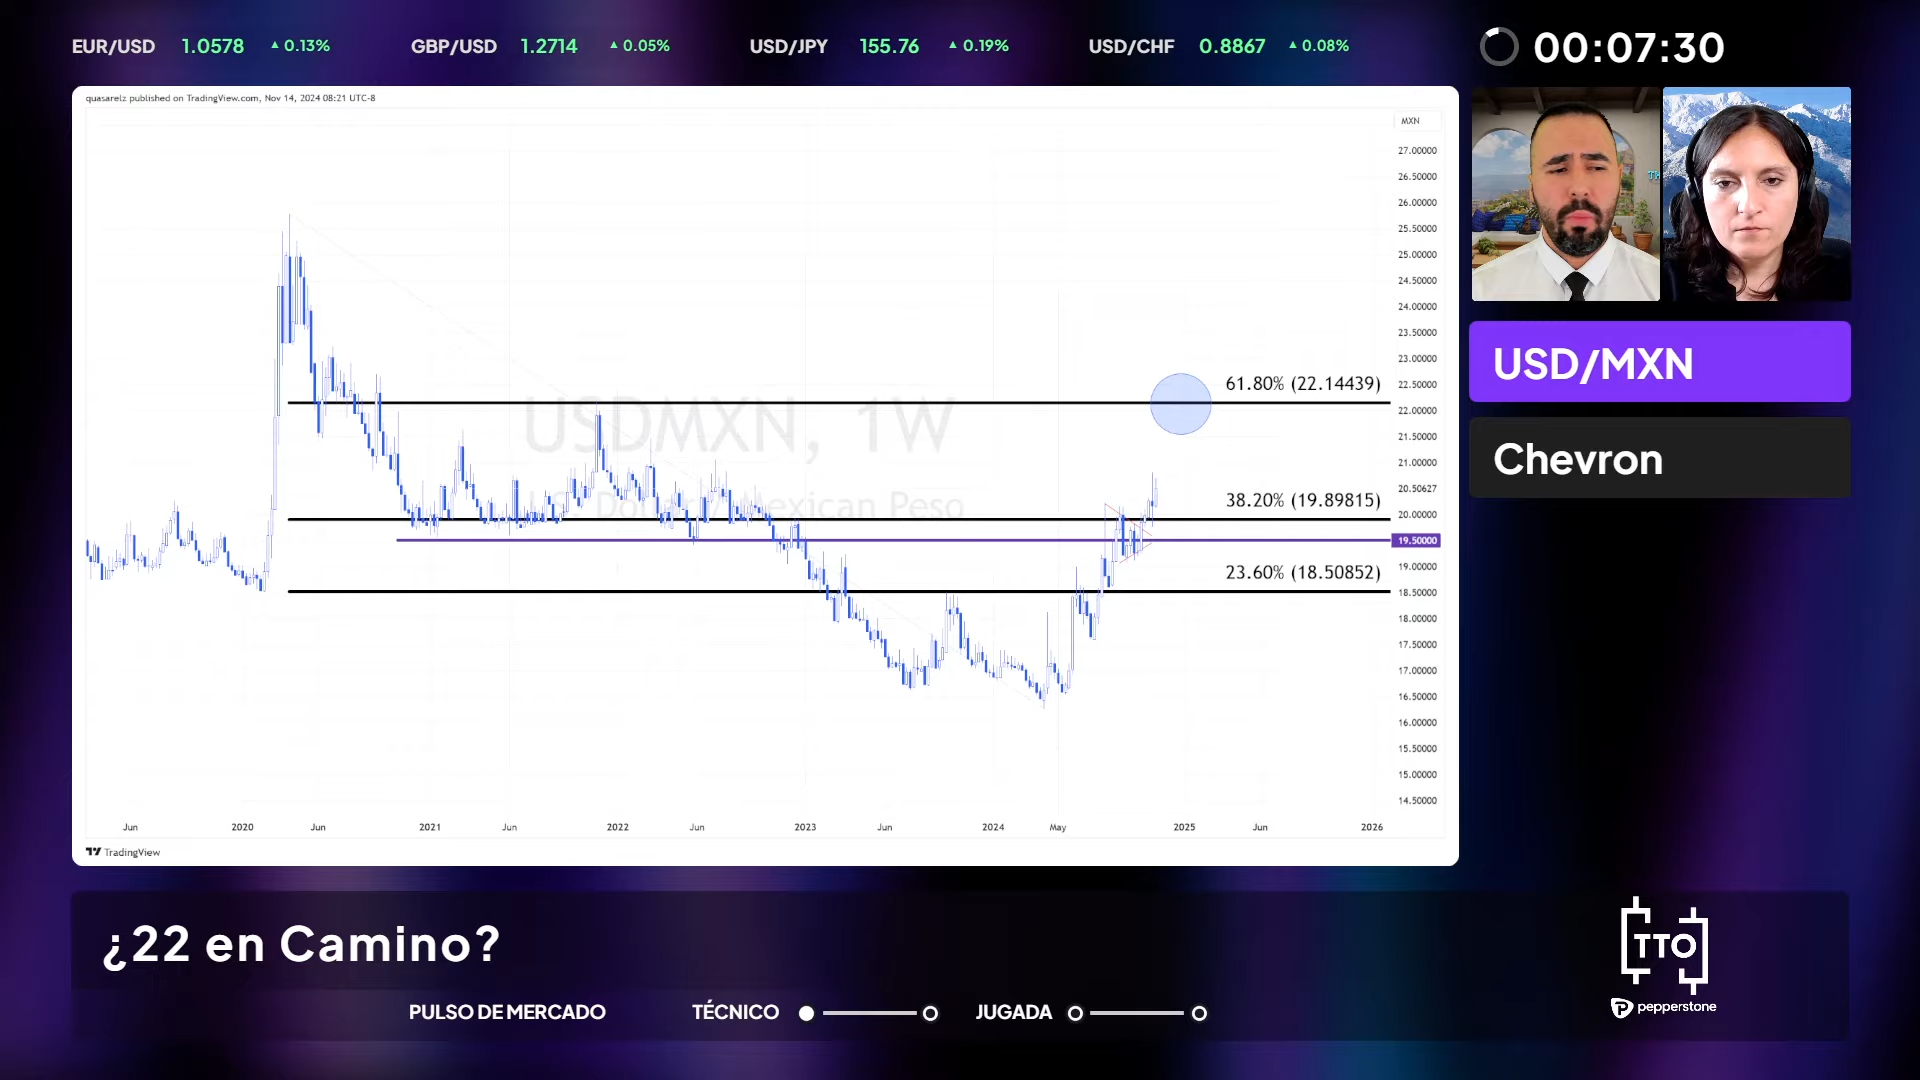 EUR/USD 1.0578 ▲ 0.13% GBP/USD 1.2714 ▲ 0.05% USD/JPY 155.76 ▲ 0.19% USD/CHF 0.8867 ▲ 0.08% 00:07:30
quasarelz published on TradingView.com, Nov 14, 2024 08:21 UTC-8
MXN
27.00000
26.50000
26.00000
25.50000
25.00000
24.50000
24.00000
23.50000
23.00000
22.50000
22.00000
21.50000
21.00000
20.50627
20.00000
19.50000
19.00000
18.50000
18.00000
17.50000
17.00000
16.50000
16.00000
15.50000
15.00000
14.50000
61.80% (22.14439)
USDMXN, 1W
38.20% (19.89815)
U.S. Dollar / Mexican Peso
23.60% (18.50852)
Jun 2020 Jun 2021 Jun 2022 Jun 2023 Jun 2024 May 2025 Jun 2026
TradingView
USD/MXN
Chevron
¿22 en Camino?
PULSO DE MERCADO TÉCNICO JUGADA
TTO
pepperstone